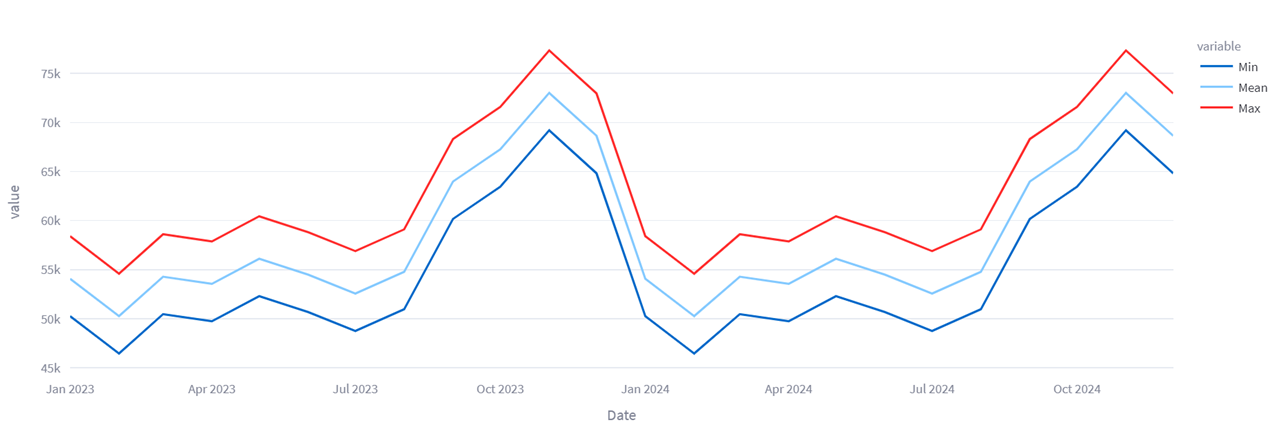 variable
Min
Mean
Max
value
75k
70k
65k
60k
55k
50k
45k
Jan 2023 Apr 2023 Jul 2023 Oct 2023 Jan 2024 Apr 2024 Jul 2024 Oct 2024
Date